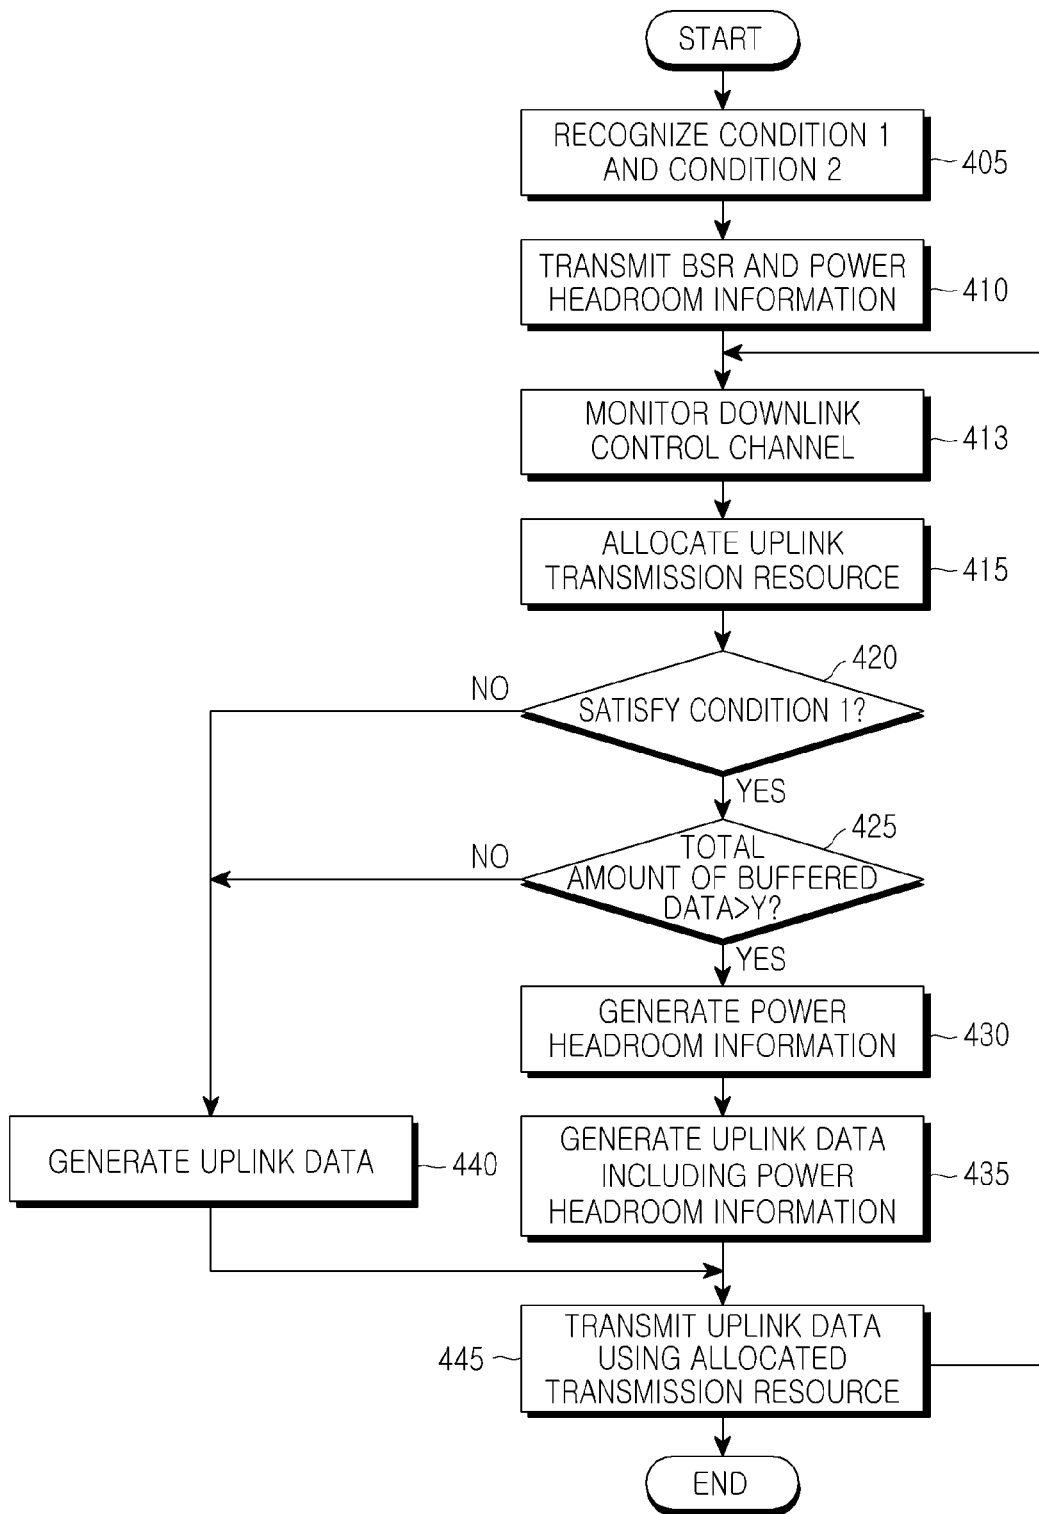 START
RECOGNIZE CONDITION 1
AND CONDITION 2
405
TRANSMIT BSR AND POWER
HEADROOM INFORMATION
410
MONITOR DOWNLINK
CONTROL CHANNEL
413
ALLOCATE UPLINK
TRANSMISSION RESOURCE
415
420
NO
SATISFY CONDITION 1?
YES
425
NO
TOTAL
AMOUNT OF BUFFERED
DATA>Y?
YES
GENERATE POWER
HEADROOM INFORMATION
430
GENERATE UPLINK DATA
440
GENERATE UPLINK DATA
INCLUDING POWER
HEADROOM INFORMATION
435
445
TRANSMIT UPLINK DATA
USING ALLOCATED
TRANSMISSION RESOURCE
END